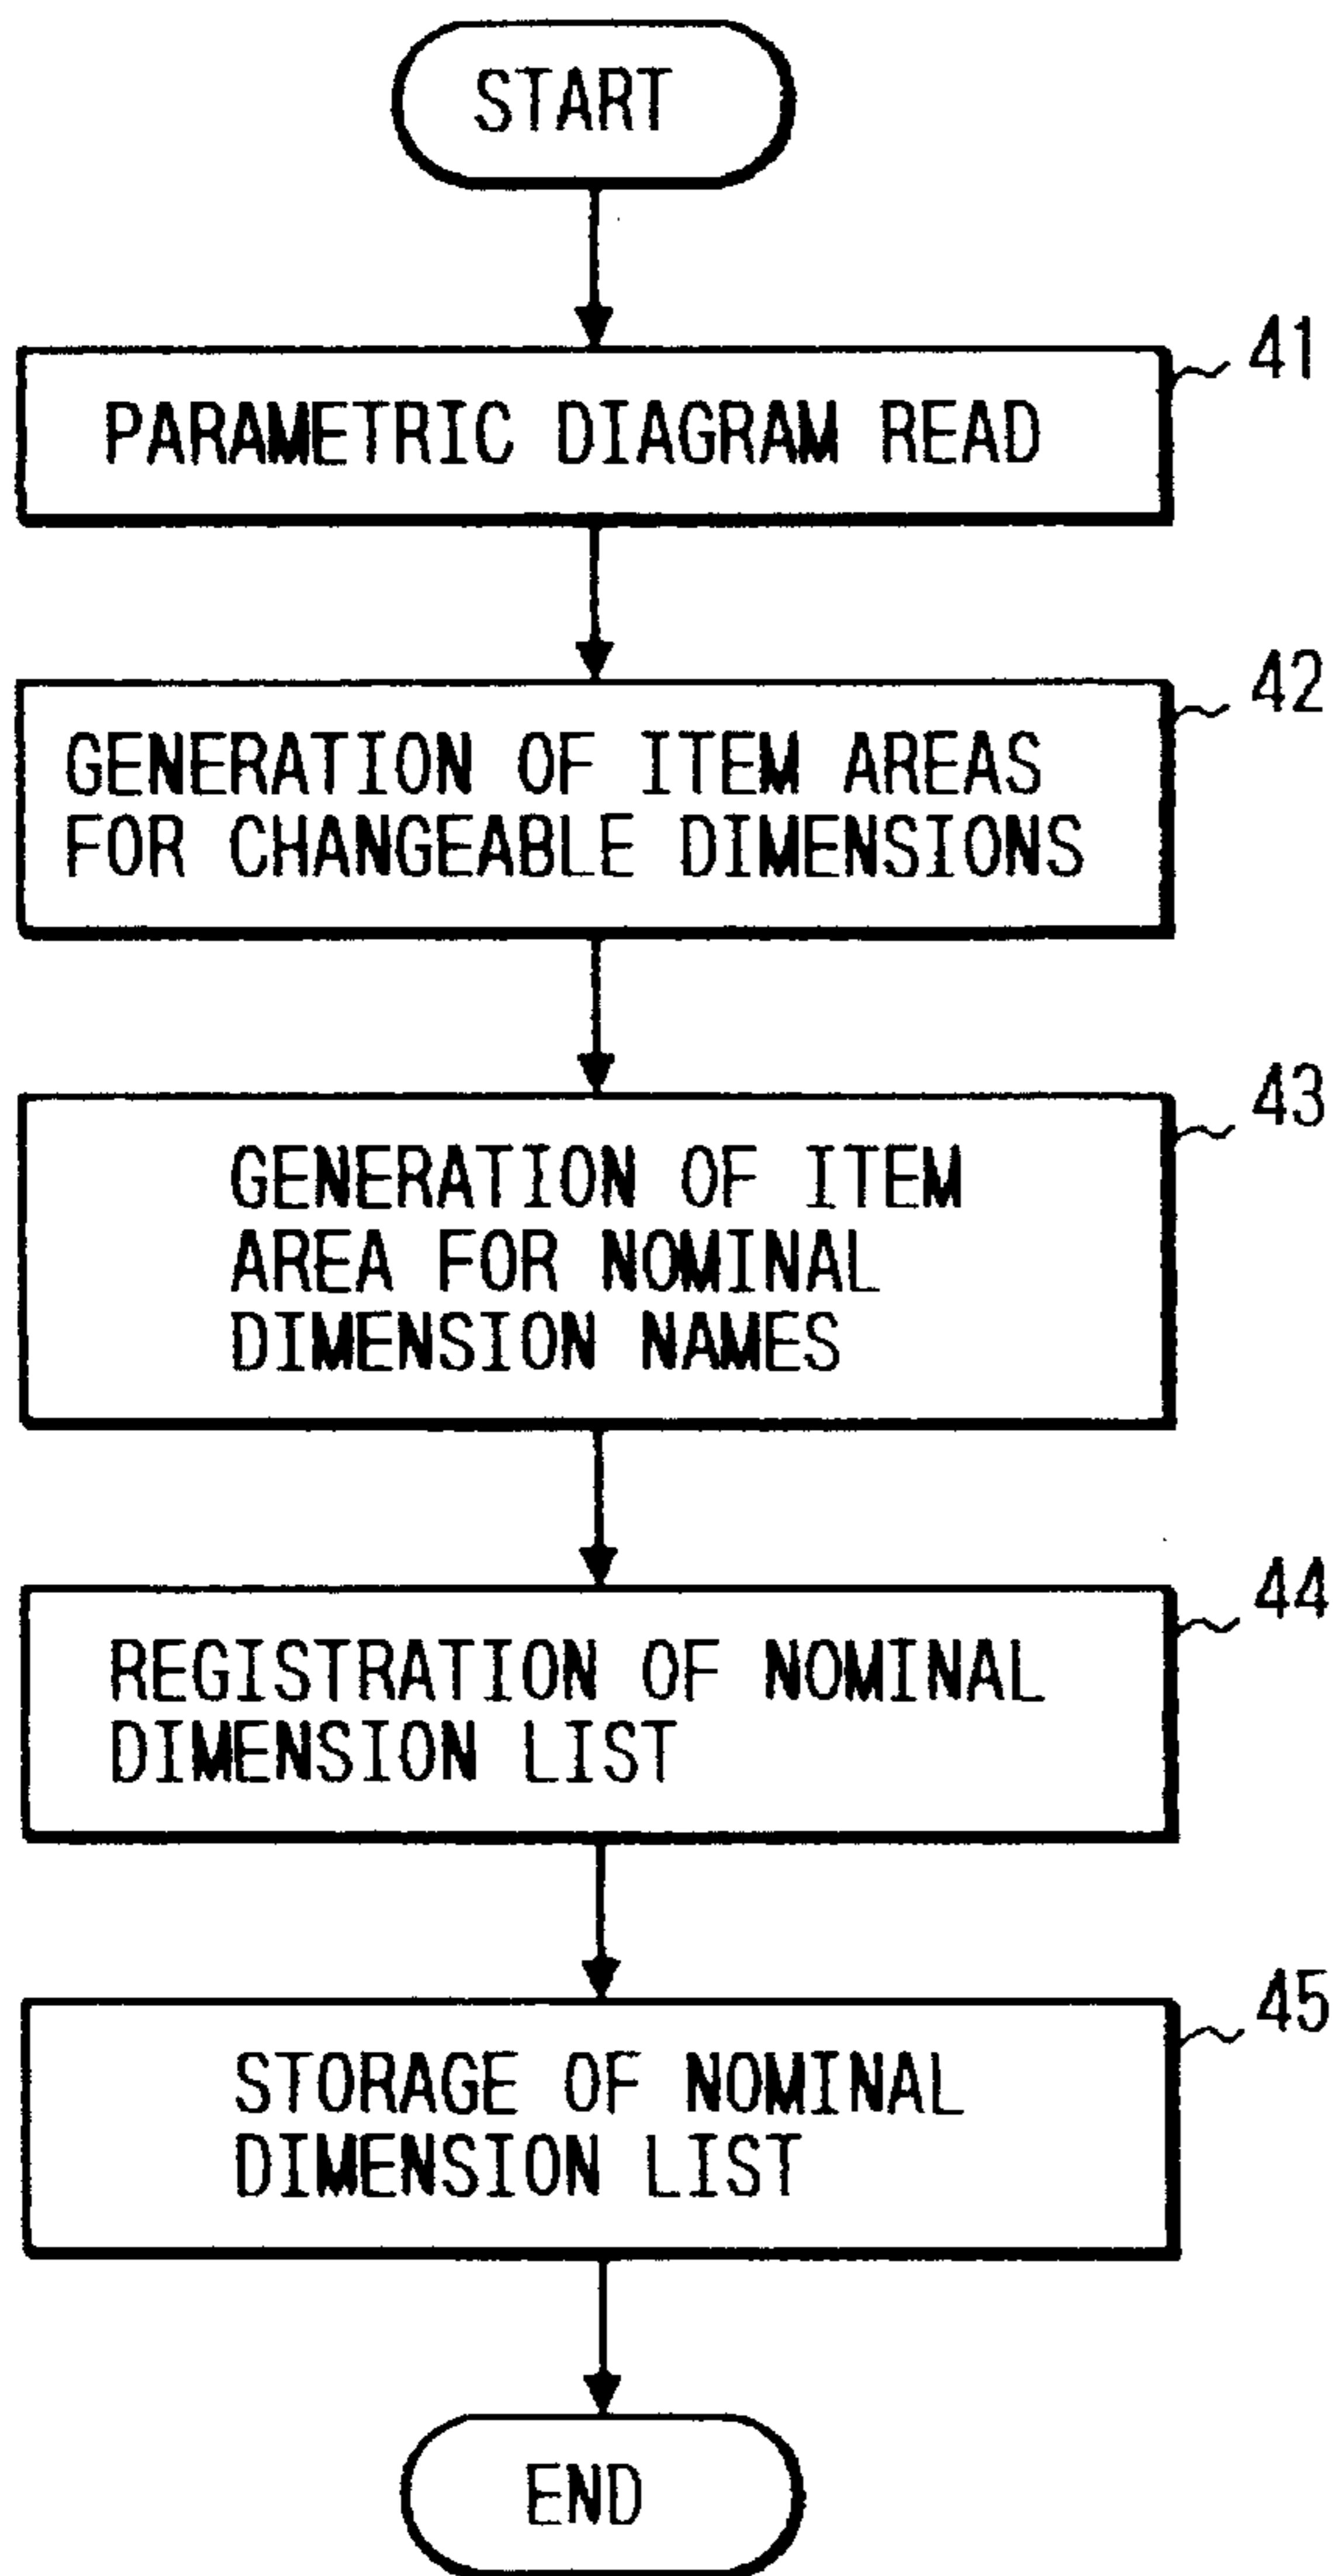 START
41
PARAMETRIC DIAGRAM READ
42
GENERATION OF ITEM AREAS
FOR CHANGEABLE DIMENSIONS
43
GENERATION OF ITEM
AREA FOR NOMINAL
DIMENSION NAMES
44
REGISTRATION OF NOMINAL
DIMENSION LIST
45
STORAGE OF NOMINAL
DIMENSION LIST
END